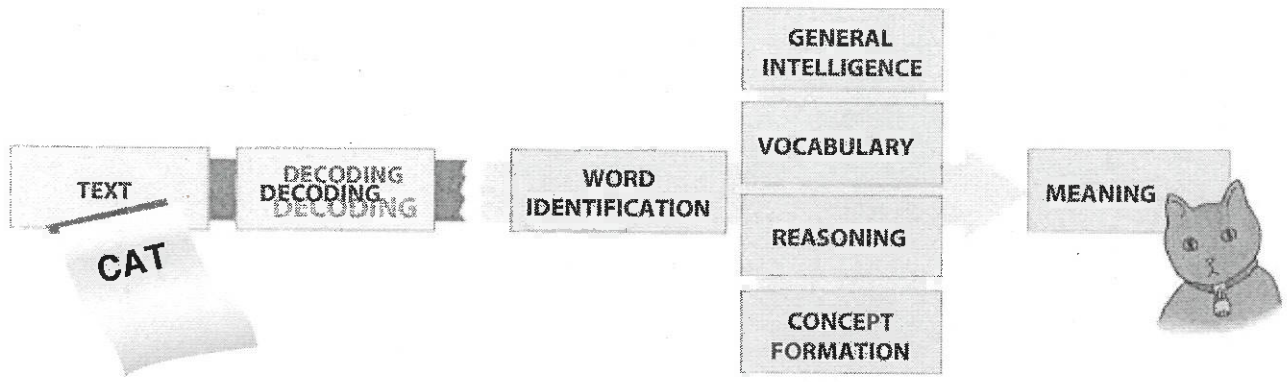 TEXT
CAT
DECODING
DECODING
DECODING
WORD
IDENTIFICATION
GENERAL
INTELLIGENCE
VOCABULARY
REASONING
CONCEPT
FORMATION
MEANING